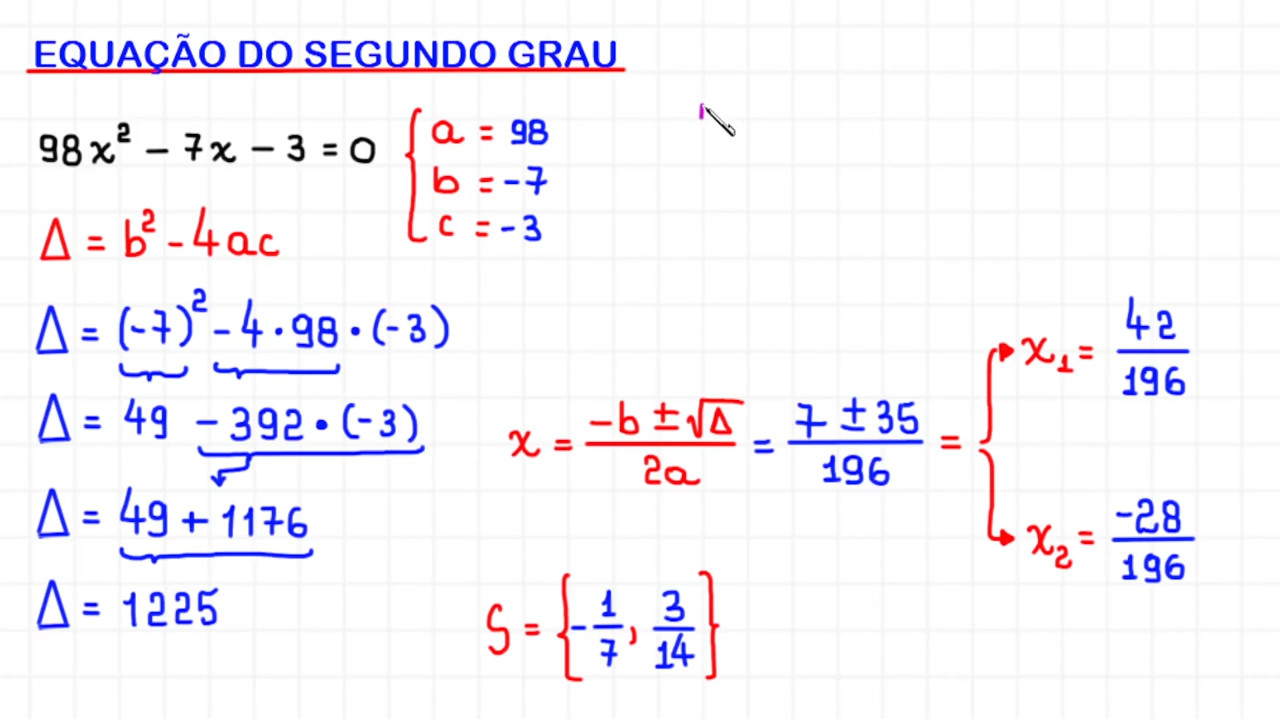 EQUAÇÃO DO SEGUNDO GRAU
98x² - 7x - 3 = 0
a = 98
b = -7
c = -3
Δ = b² - 4ac
Δ = (-7)² - 4 · 98 · (-3)
Δ = 49 - 392 · (-3)
Δ = 49 + 1176
Δ = 1225
x = (-b ± √Δ)/2a = (7 ± 35)/196 =
x₁ = 42/196
x₂ = -28/196
S = {-1/7, 3/14}